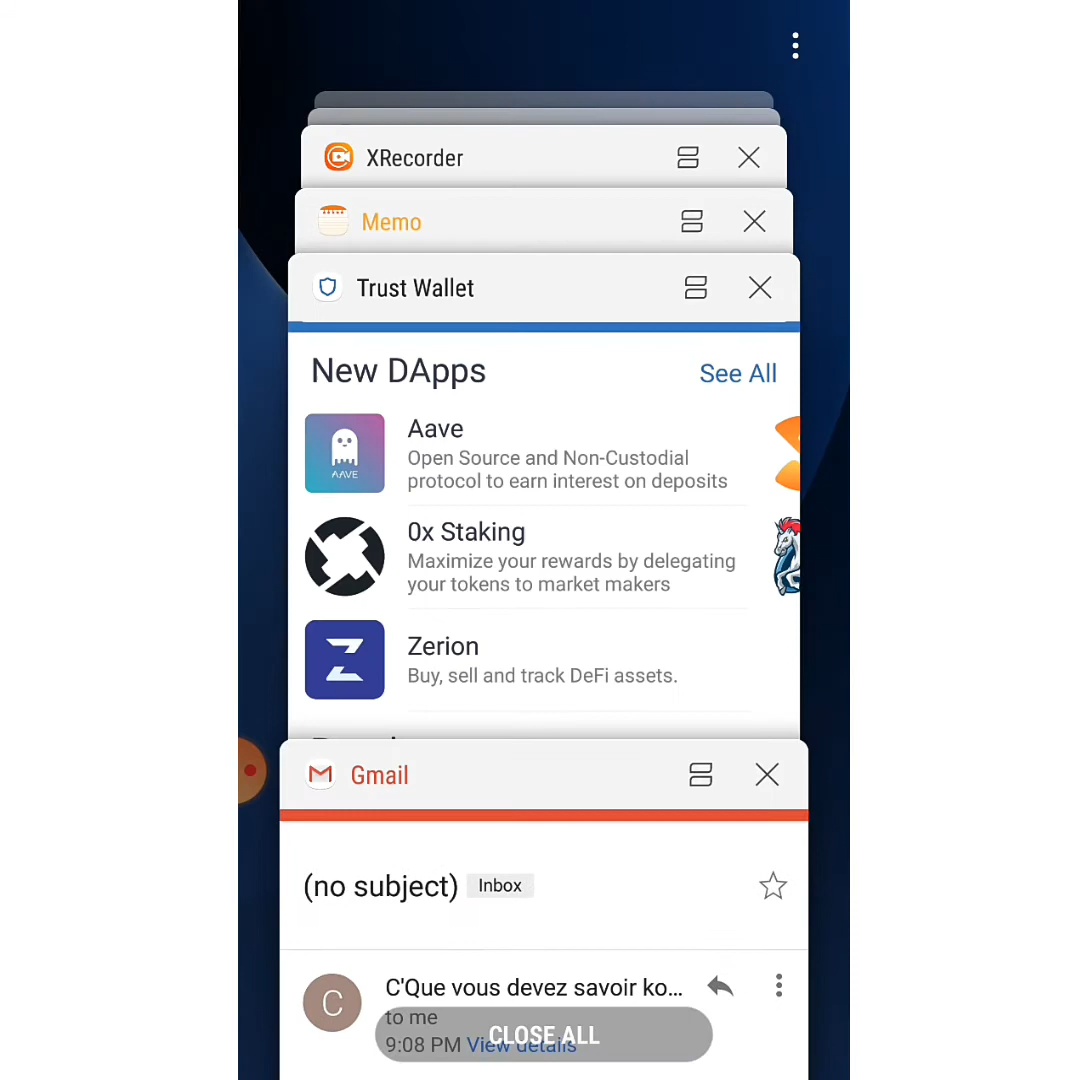 XRecorder
Memo
Trust Wallet
New DApps
See All
Aave
Open Source and Non-Custodial
protocol to earn interest on deposits
AAVE
0x Staking
Maximize your rewards by delegating
your tokens to market makers
Zerion
Buy, sell and track DeFi assets.
Gmail
(no subject)
Inbox
C
C'Que vous devez savoir ko...
to me
CLOSE ALL
9:08 PM View details